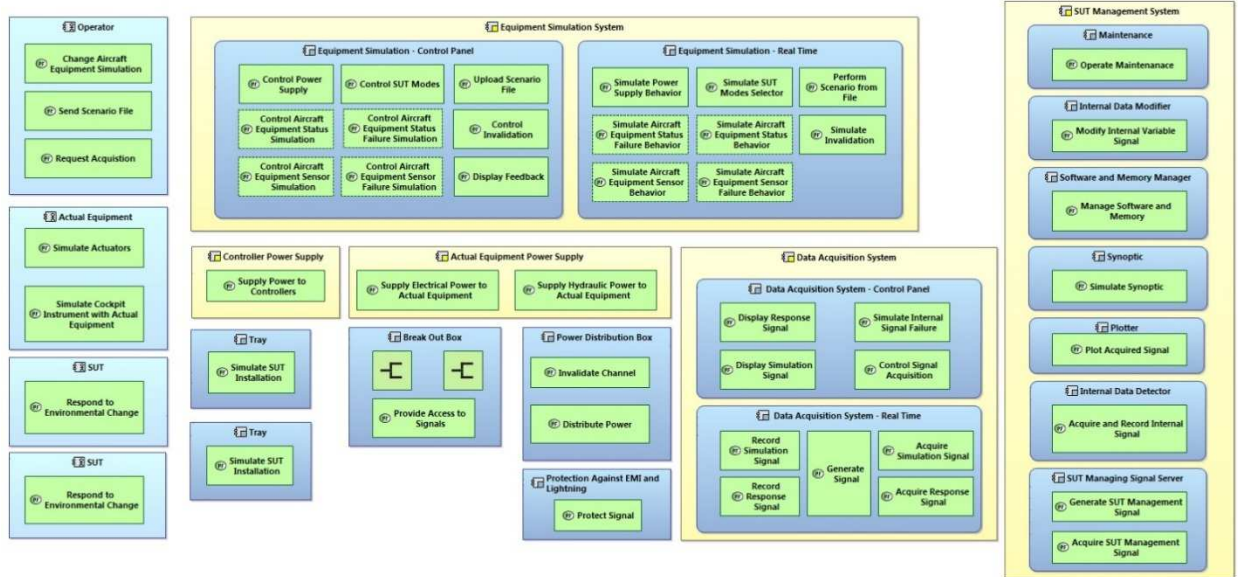 Operator
Change Aircraft
Equipment Simulation
Send Scenario File
Request Acquistion
Actual Equipment
Simulate Actuators
Simulate Cockpit
Instrument with Actual
Equipment
SUT
Respond to
Environmental Change
SUT
Respond to
Environmental Change
Equipment Simulation System
Equipment Simulation - Control Panel
Control Power
Supply
Control SUT Modes
Upload Scenario
File
Control Aircraft
Equipment Status
Simulation
Control Aircraft
Equipment Status
Failure Simulation
Control
Invalidation
Control Aircraft
Equipment Sensor
Simulation
Control Aircraft
Equipment Sensor
Failure Simulation
Display Feedback
Equipment Simulation - Real Time
Simulate Power
Supply Behavior
Simulate SUT
Modes Selector
Perform
Scenario from
File
Simulate Aircraft
Equipment Status
Failure Behavior
Simulate Aircraft
Equipment Status
Behavior
Simulate
Invalidation
Simulate Aircraft
Equipment Sensor
Behavior
Simulate Aircraft
Equipment Sensor
Failure Behavior
Controller Power Supply
Supply Power to
Controllers
Actual Equipment Power Supply
Supply Electrical Power to
Actual Equipment
Supply Hydraulic Power to
Actual Equipment
Tray
Simulate SUT
Installation
Tray
Simulate SUT
Installation
Break Out Box
Provide Access to
Signals
Power Distribution Box
Invalidate Channel
Distribute Power
Protection Against EMI and
Lightning
Protect Signal
Data Acquisition System
Data Acquisition System - Control Panel
Display Response
Signal
Simulate Internal
Signal Failure
Display Simulation
Signal
Control Signal
Acquisition
Data Acquisition System - Real Time
Record
Simulation
Signal
Record
Response
Signal
Generate
Signal
Acquire
Simulation Signal
Acquire Response
Signal
SUT Management System
Maintenance
Operate Maintenanace
Internal Data Modifier
Modify Internal Variable
Signal
Software and Memory Manager
Manage Software and
Memory
Synoptic
Simulate Synoptic
Plotter
Plot Acquired Signal
Internal Data Detector
Acquire and Record Internal
Signal
SUT Managing Signal Server
Generate SUT Management
Signal
Acquire SUT Management
Signal